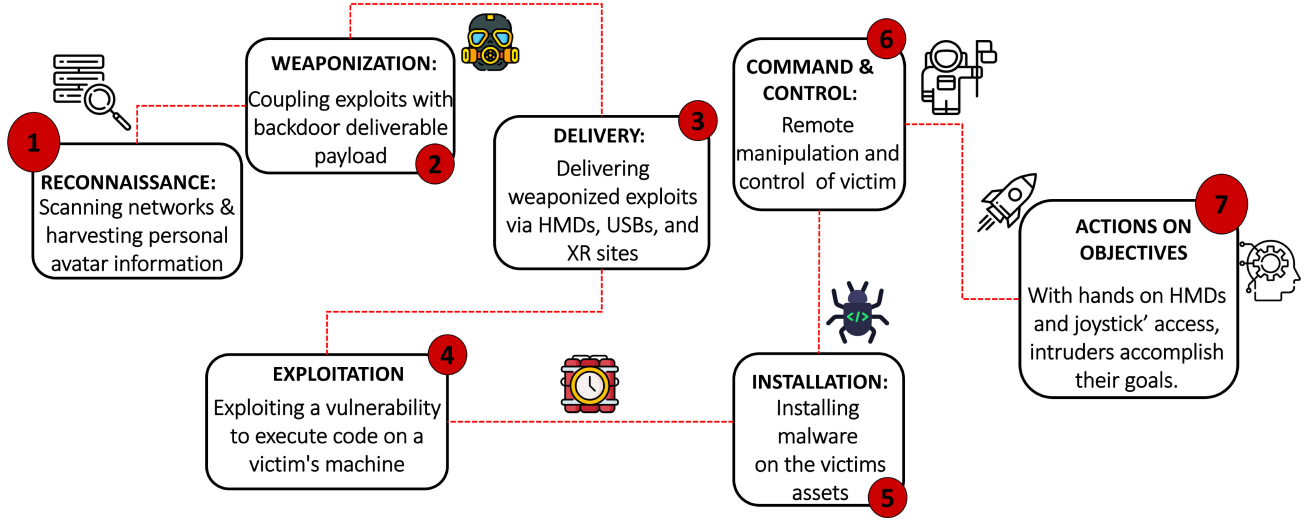 1
RECONNAISSANCE:
Scanning networks &
harvesting personal
avatar information
WEAPONIZATION:
Coupling exploits with
backdoor deliverable
payload
2
3
DELIVERY:
Delivering
weaponized exploits
via HMDs, USBs, and
XR sites
4
EXPLOITATION
Exploiting a vulnerability
to execute code on a
victim's machine
INSTALLATION:
Installing
malware
on the victims
assets
5
6
COMMAND &
CONTROL:
Remote
manipulation and
control of victim
7
ACTIONS ON
OBJECTIVES
With hands on HMDs
and joystick’ access,
intruders accomplish
their goals.
</>